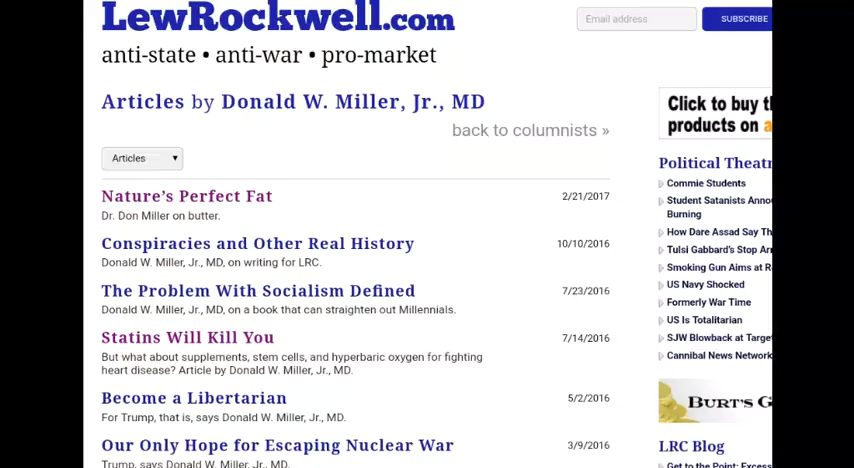 LewRockwell.com
Email address
SUBSCRIBE
anti-state • anti-war • pro-market
Articles by Donald W. Miller, Jr., MD
back to columnists »
Articles
Nature's Perfect Fat
2/21/2017
Dr. Don Miller on butter.
Conspiracies and Other Real History
10/10/2016
Donald W. Miller, Jr., MD, on writing for LRC.
The Problem With Socialism Defined
7/23/2016
Donald W. Miller, Jr., MD, on a book that can straighten out Millennials.
Statins Will Kill You
7/14/2016
But what about supplements, stem cells, and hyperbaric oxygen for fighting
heart disease? Article by Donald W. Miller, Jr., MD.
Become a Libertarian
5/2/2016
For Trump, that is, says Donald W. Miller, Jr., MD.
Our Only Hope for Escaping Nuclear War
3/9/2016
Trump, says Donald W. Miller, Jr., MD.
Click to buy
products on
Political
Commie Students
Student Satanists
Burning
How Dare Assad Say
Tulsi Gabbard's Stop
Smoking Gun Aims at
US Navy Shocked
Formerly War Time
US Is Totalitarian
SJW Blowback at
Cannibal News Network
BURT'S
LRC Blog
Get to the Point: